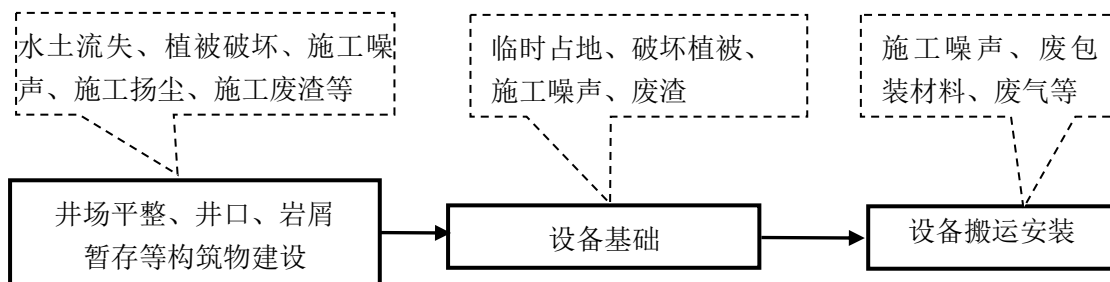 水土流失、植被破坏、施工噪
声、施工扬尘、施工废渣等
临时占地、破坏植被、
施工噪声、废渣
施工噪声、废包
装材料、废气等
井场平整、井口、岩屑
暂存等构筑物建设
设备基础
设备搬运安装